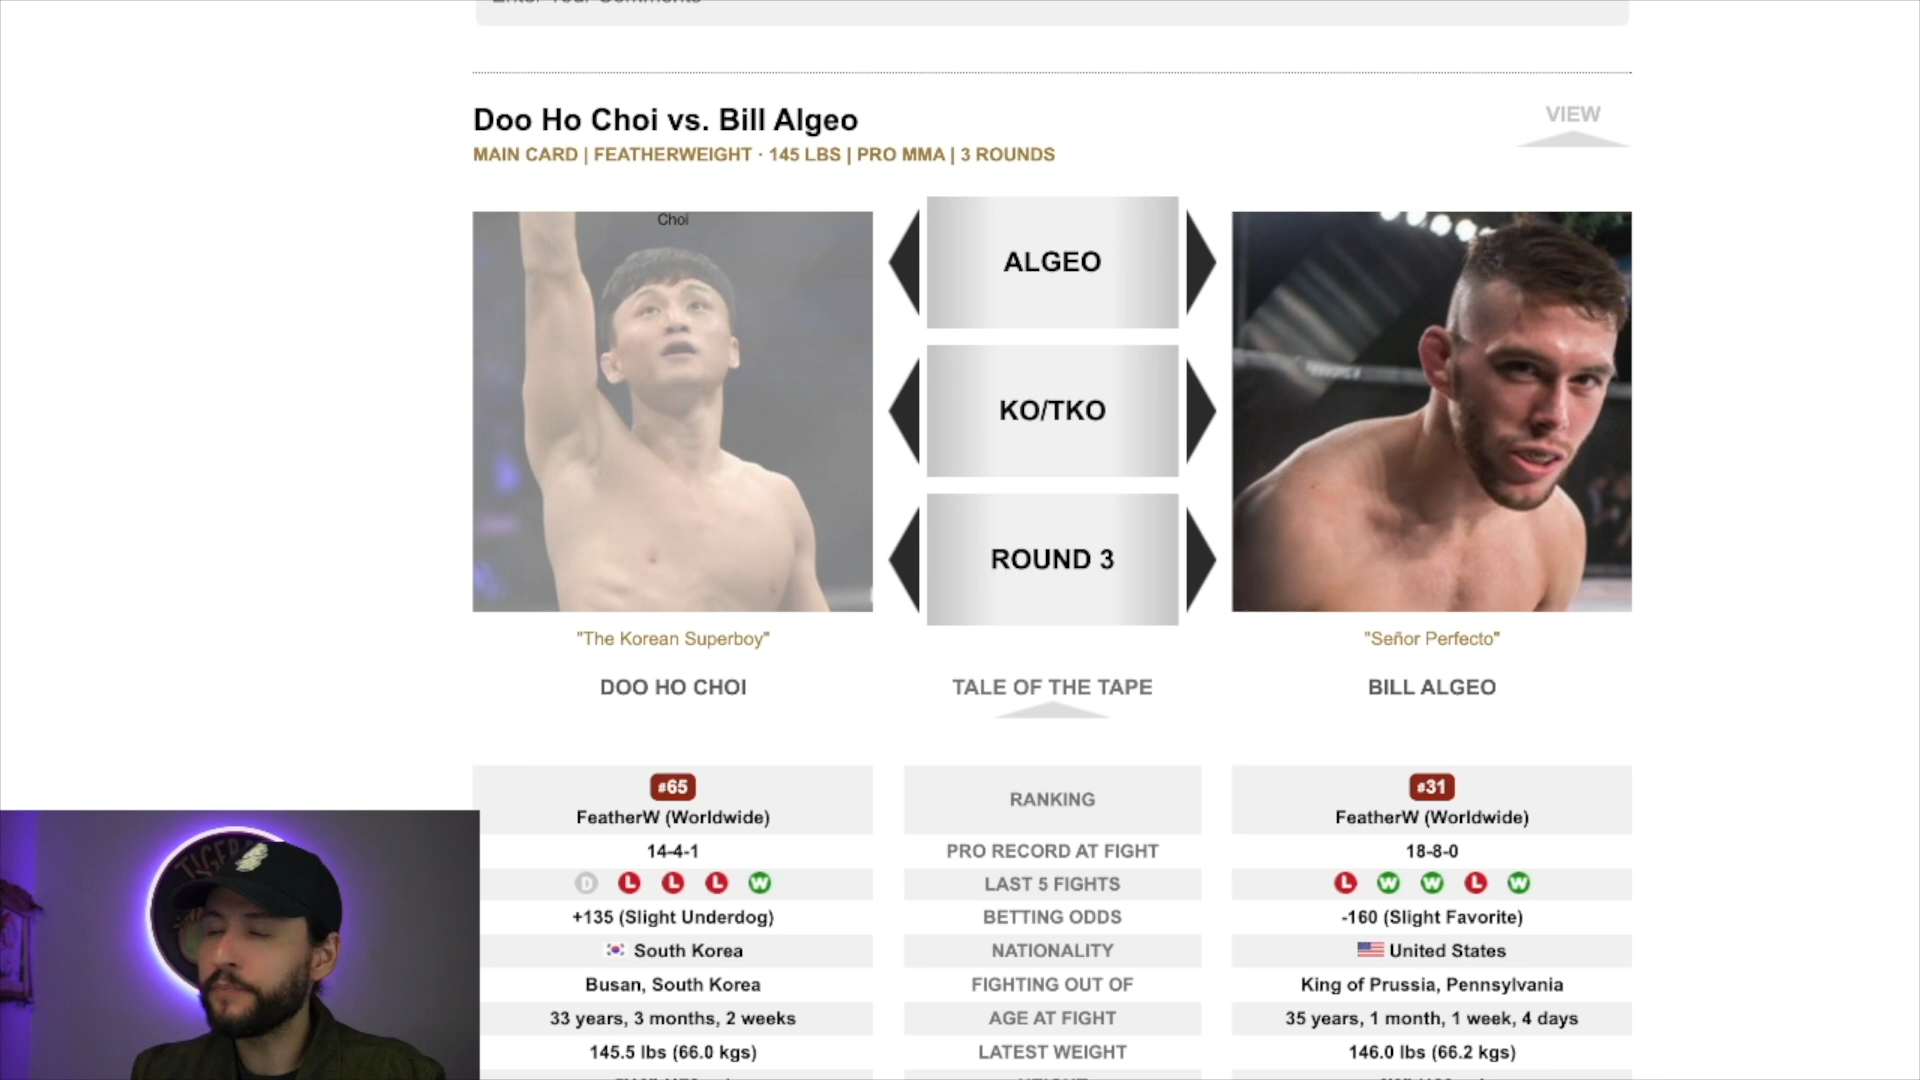 Enter Your Comments
Doo Ho Choi vs. Bill Algeo
VIEW
MAIN CARD | FEATHERWEIGHT · 145 LBS | PRO MMA | 3 ROUNDS
Choi
ALGEO
KO/TKO
ROUND 3
"The Korean Superboy"
"Señor Perfecto"
DOO HO CHOI
TALE OF THE TAPE
BILL ALGEO
#65
FeatherW (Worldwide)
RANKING
#31
FeatherW (Worldwide)
14-4-1
PRO RECORD AT FIGHT
18-8-0
D L L L W
LAST 5 FIGHTS
L W W L W
+135 (Slight Underdog)
BETTING ODDS
-160 (Slight Favorite)
South Korea
NATIONALITY
United States
Busan, South Korea
FIGHTING OUT OF
King of Prussia, Pennsylvania
33 years, 3 months, 2 weeks
AGE AT FIGHT
35 years, 1 month, 1 week, 4 days
145.5 lbs (66.0 kgs)
LATEST WEIGHT
146.0 lbs (66.2 kgs)